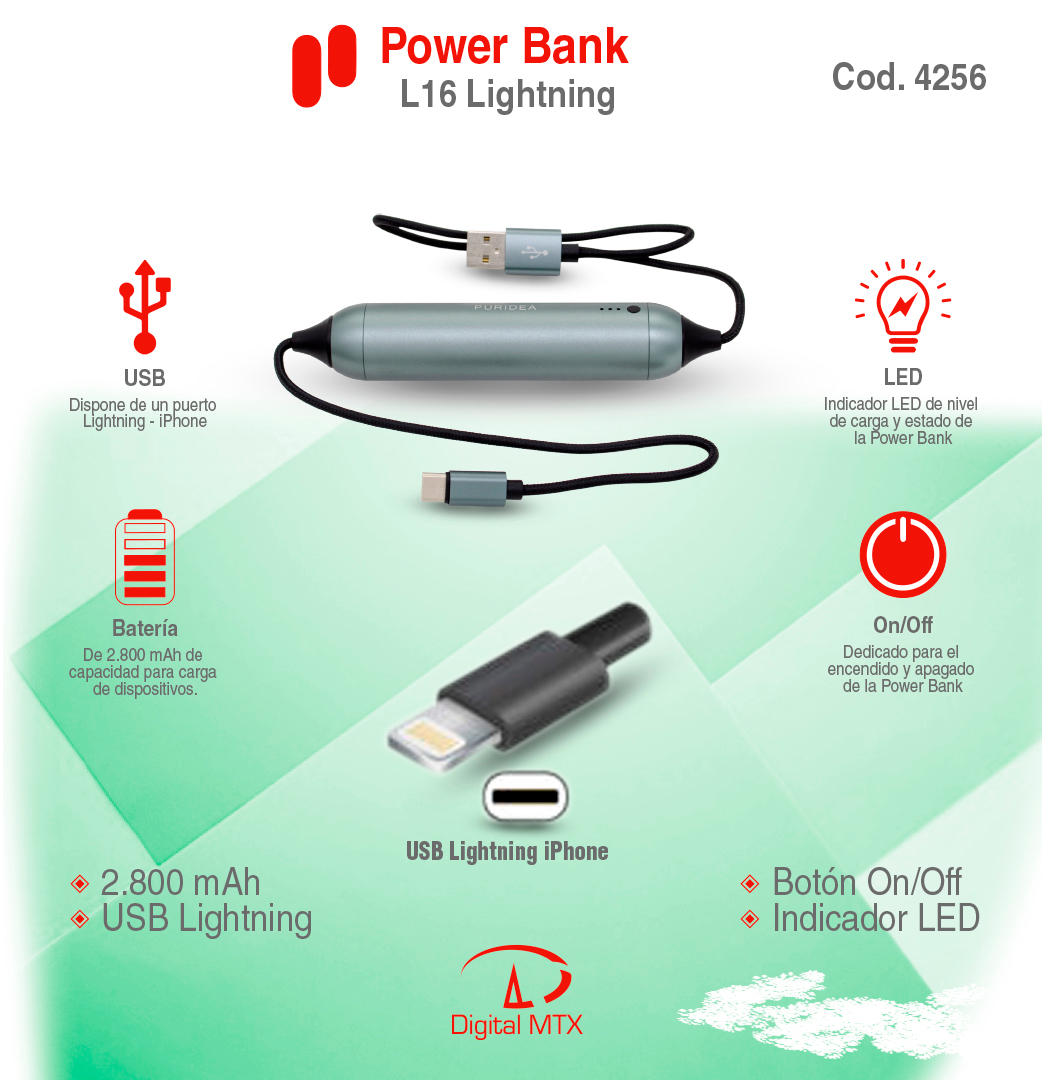 Power Bank
L16 Lightning
Cod. 4256
PURIDEA
USB
Dispone de un puerto
Lightning - iPhone
LED
Indicador LED de nivel
de carga y estado de
la Power Bank
Batería
De 2.800 mAh de
capacidad para carga
de dispositivos.
On/Off
Dedicado para el
encendido y apagado
de la Power Bank
USB Lightning iPhone
2.800 mAh
USB Lightning
Botón On/Off
Indicador LED
Digital MTX